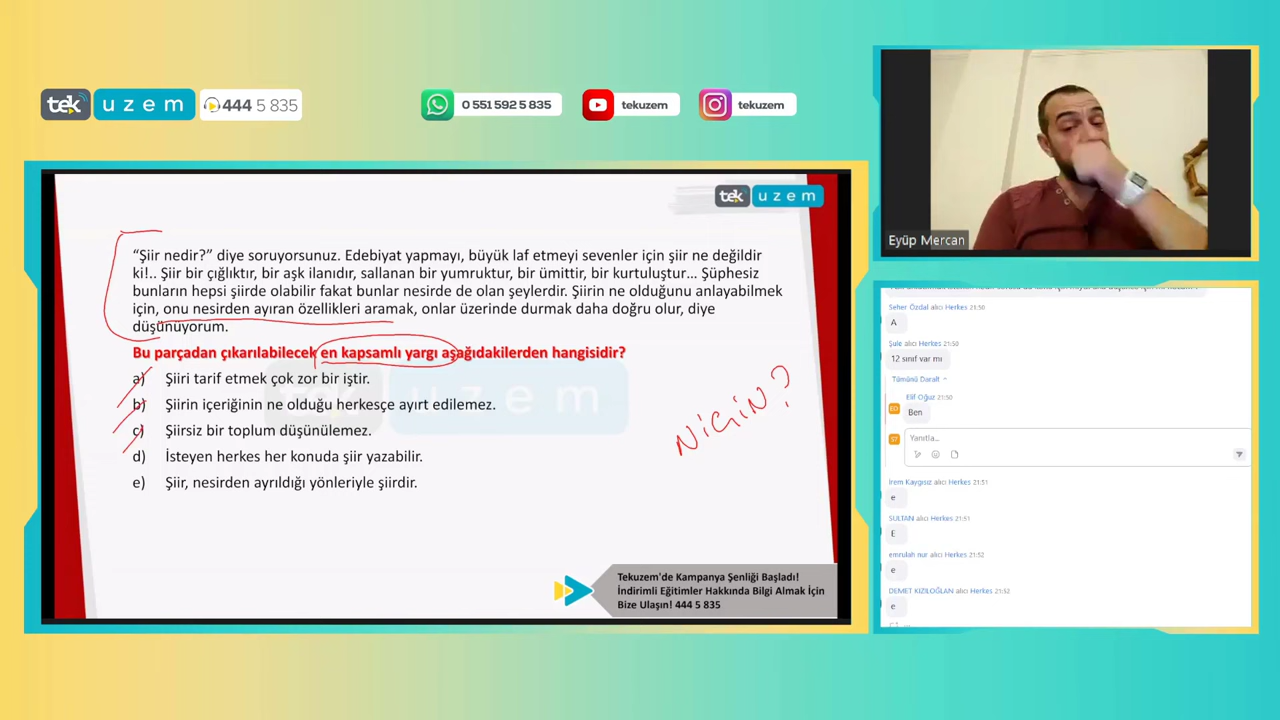 tek uzem 444 5 835
0 551 592 5 835
tekuzem
tekuzem
tek uzem
"Şiir nedir?" diye soruyorsunuz. Edebiyat yapmayı, büyük laf etmeyi sevenler için şiir ne değildir
ki!.. Şiir bir çığlıktır, bir aşk ilanıdır, sallanan bir yumruktur, bir ümittir, bir kurtuluştur... Şüphesiz
bunların hepsi şiirde olabilir fakat bunlar nesirde de olan şeylerdir. Şiirin ne olduğunu anlayabilmek
için, onu nesirden ayıran özellikleri aramak, onlar üzerinde durmak daha doğru olur, diye
düşünüyorum.
Bu parçadan çıkarılabilecek en kapsamlı yargı aşağıdakilerden hangisidir?
a) Şiiri tarif etmek çok zor bir iştir.
b) Şiirin içeriğinin ne olduğu herkesçe ayırt edilemez.
c) Şiirsiz bir toplum düşünülemez.
d) İsteyen herkes her konuda şiir yazabilir.
e) Şiir, nesirden ayrıldığı yönleriyle şiirdir.
NiÇiN?
Tekuzem'de Kampanya Şenliği Başladı!
İndirimli Eğitimler Hakkında Bilgi Almak İçin
Bize Ulaşın! 444 5 835
Eyüp Mercan
Seher Özdal alıcı Herkes 21:50
A
Şule alıcı Herkes 21:50
12 sınıf var mı
Tümünü Daralt
Elif Oğuz 21:50
EO
Ben
ST
Yanıtla...
İrem Kaygısız alıcı Herkes 21:51
e
SULTAN alıcı Herkes 21:51
E
emrulah nur alıcı Herkes 21:52
e
DEMET KIZILOĞLAN alıcı Herkes 21:52
e